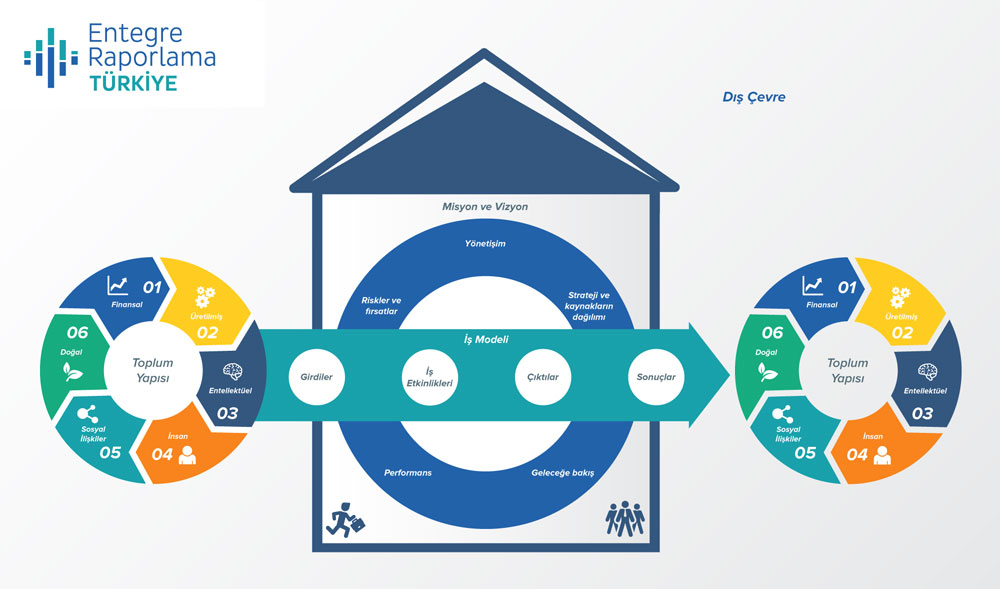 Entegre
Raporlama
TÜRKİYE
Dış Çevre
Misyon ve Vizyon
Yönetişim
Riskler ve
fırsatlar
Strateji ve
kaynakların
dağılımı
İş Modeli
Girdiler
İş
Etkinlikleri
Çıktılar
Sonuçlar
Performans
Geleceğe bakış
01
Finansal
Üretilmiş
02
Entellektüel
03
İnsan
04
Sosyal
İlişkiler
05
06
Doğal
Toplum
Yapısı
01
Finansal
Üretilmiş
02
Entellektüel
03
İnsan
04
Sosyal
İlişkiler
05
06
Doğal
Toplum
Yapısı